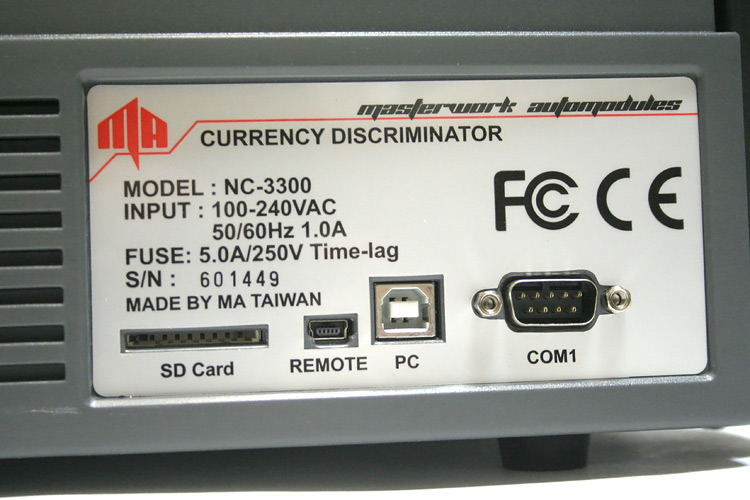 masterwork automodules
MA
CURRENCY DISCRIMINATOR
MODEL : NC-3300
INPUT : 100-240VAC
50/60Hz 1.0A
FUSE: 5.0A/250V Time-lag
S/N : 601449
MADE BY MA TAIWAN
FC CE
SD Card
REMOTE
PC
COM1